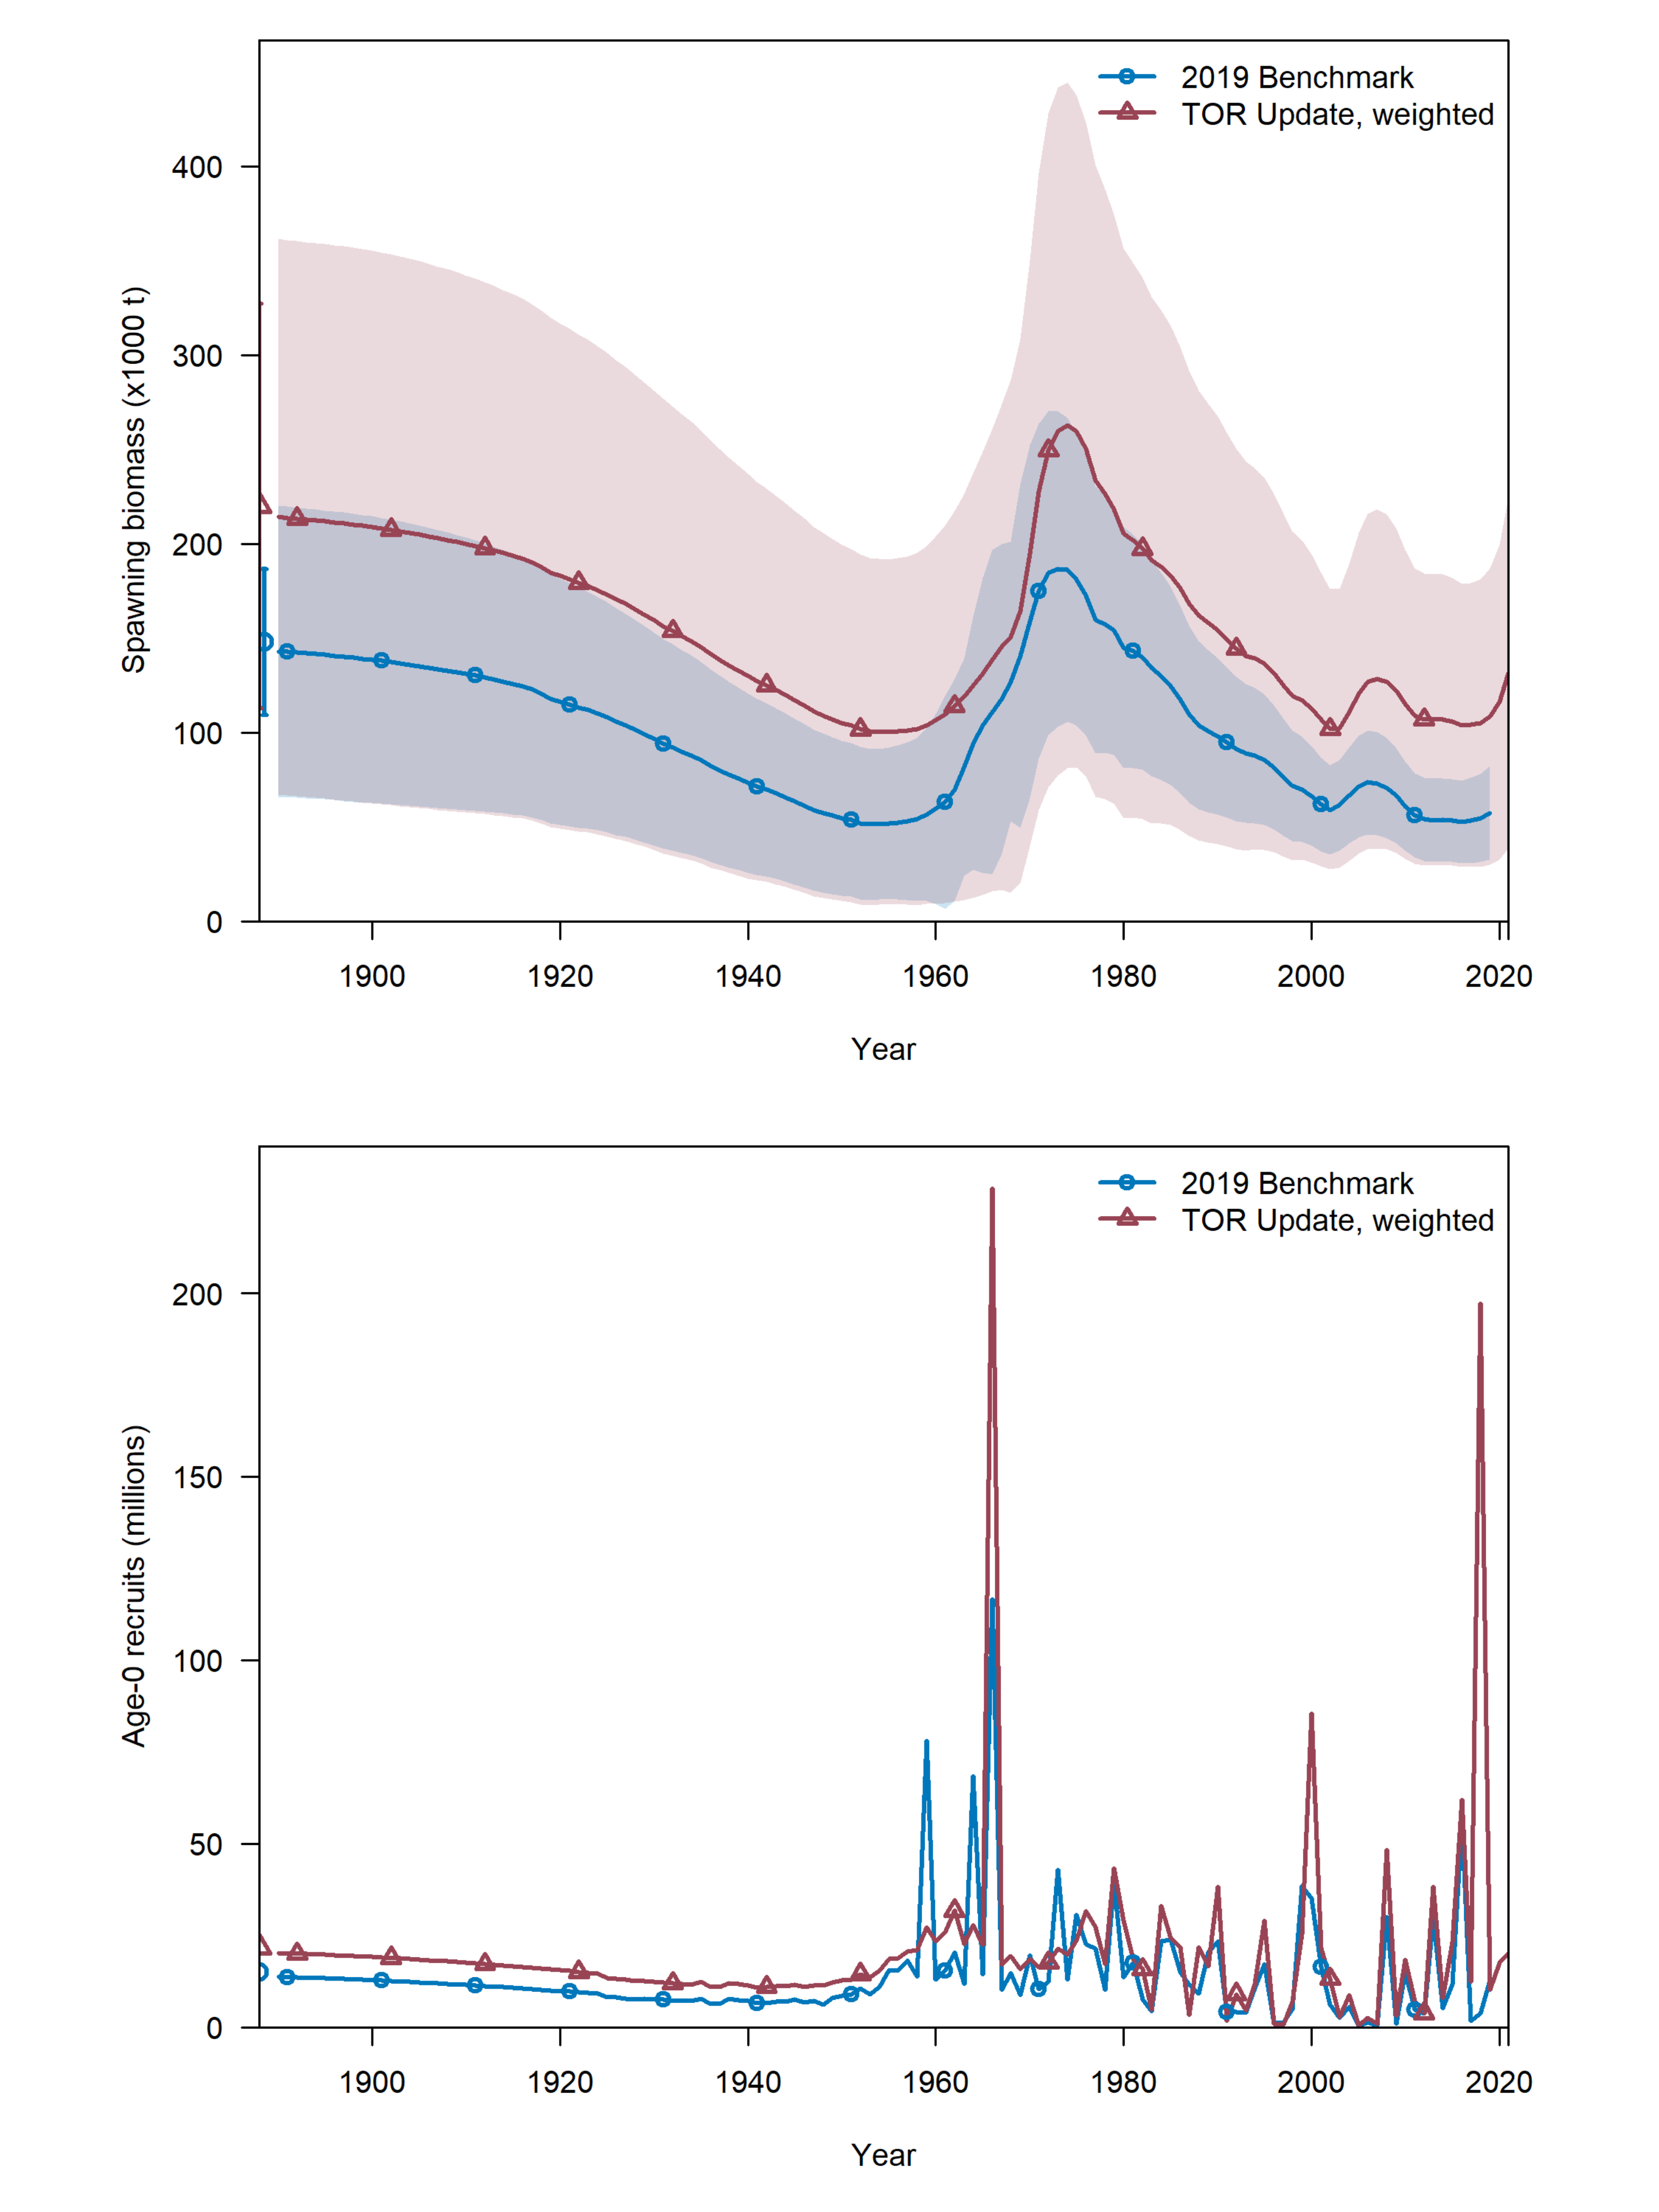 2019 Benchmark
TOR Update, weighted
Spawning biomass (x1000 t)
400
300
200
100
0
1900 1920 1940 1960 1980 2000 2020
Year
2019 Benchmark
TOR Update, weighted
Age-0 recruits (millions)
200
150
100
50
0
1900 1920 1940 1960 1980 2000 2020
Year